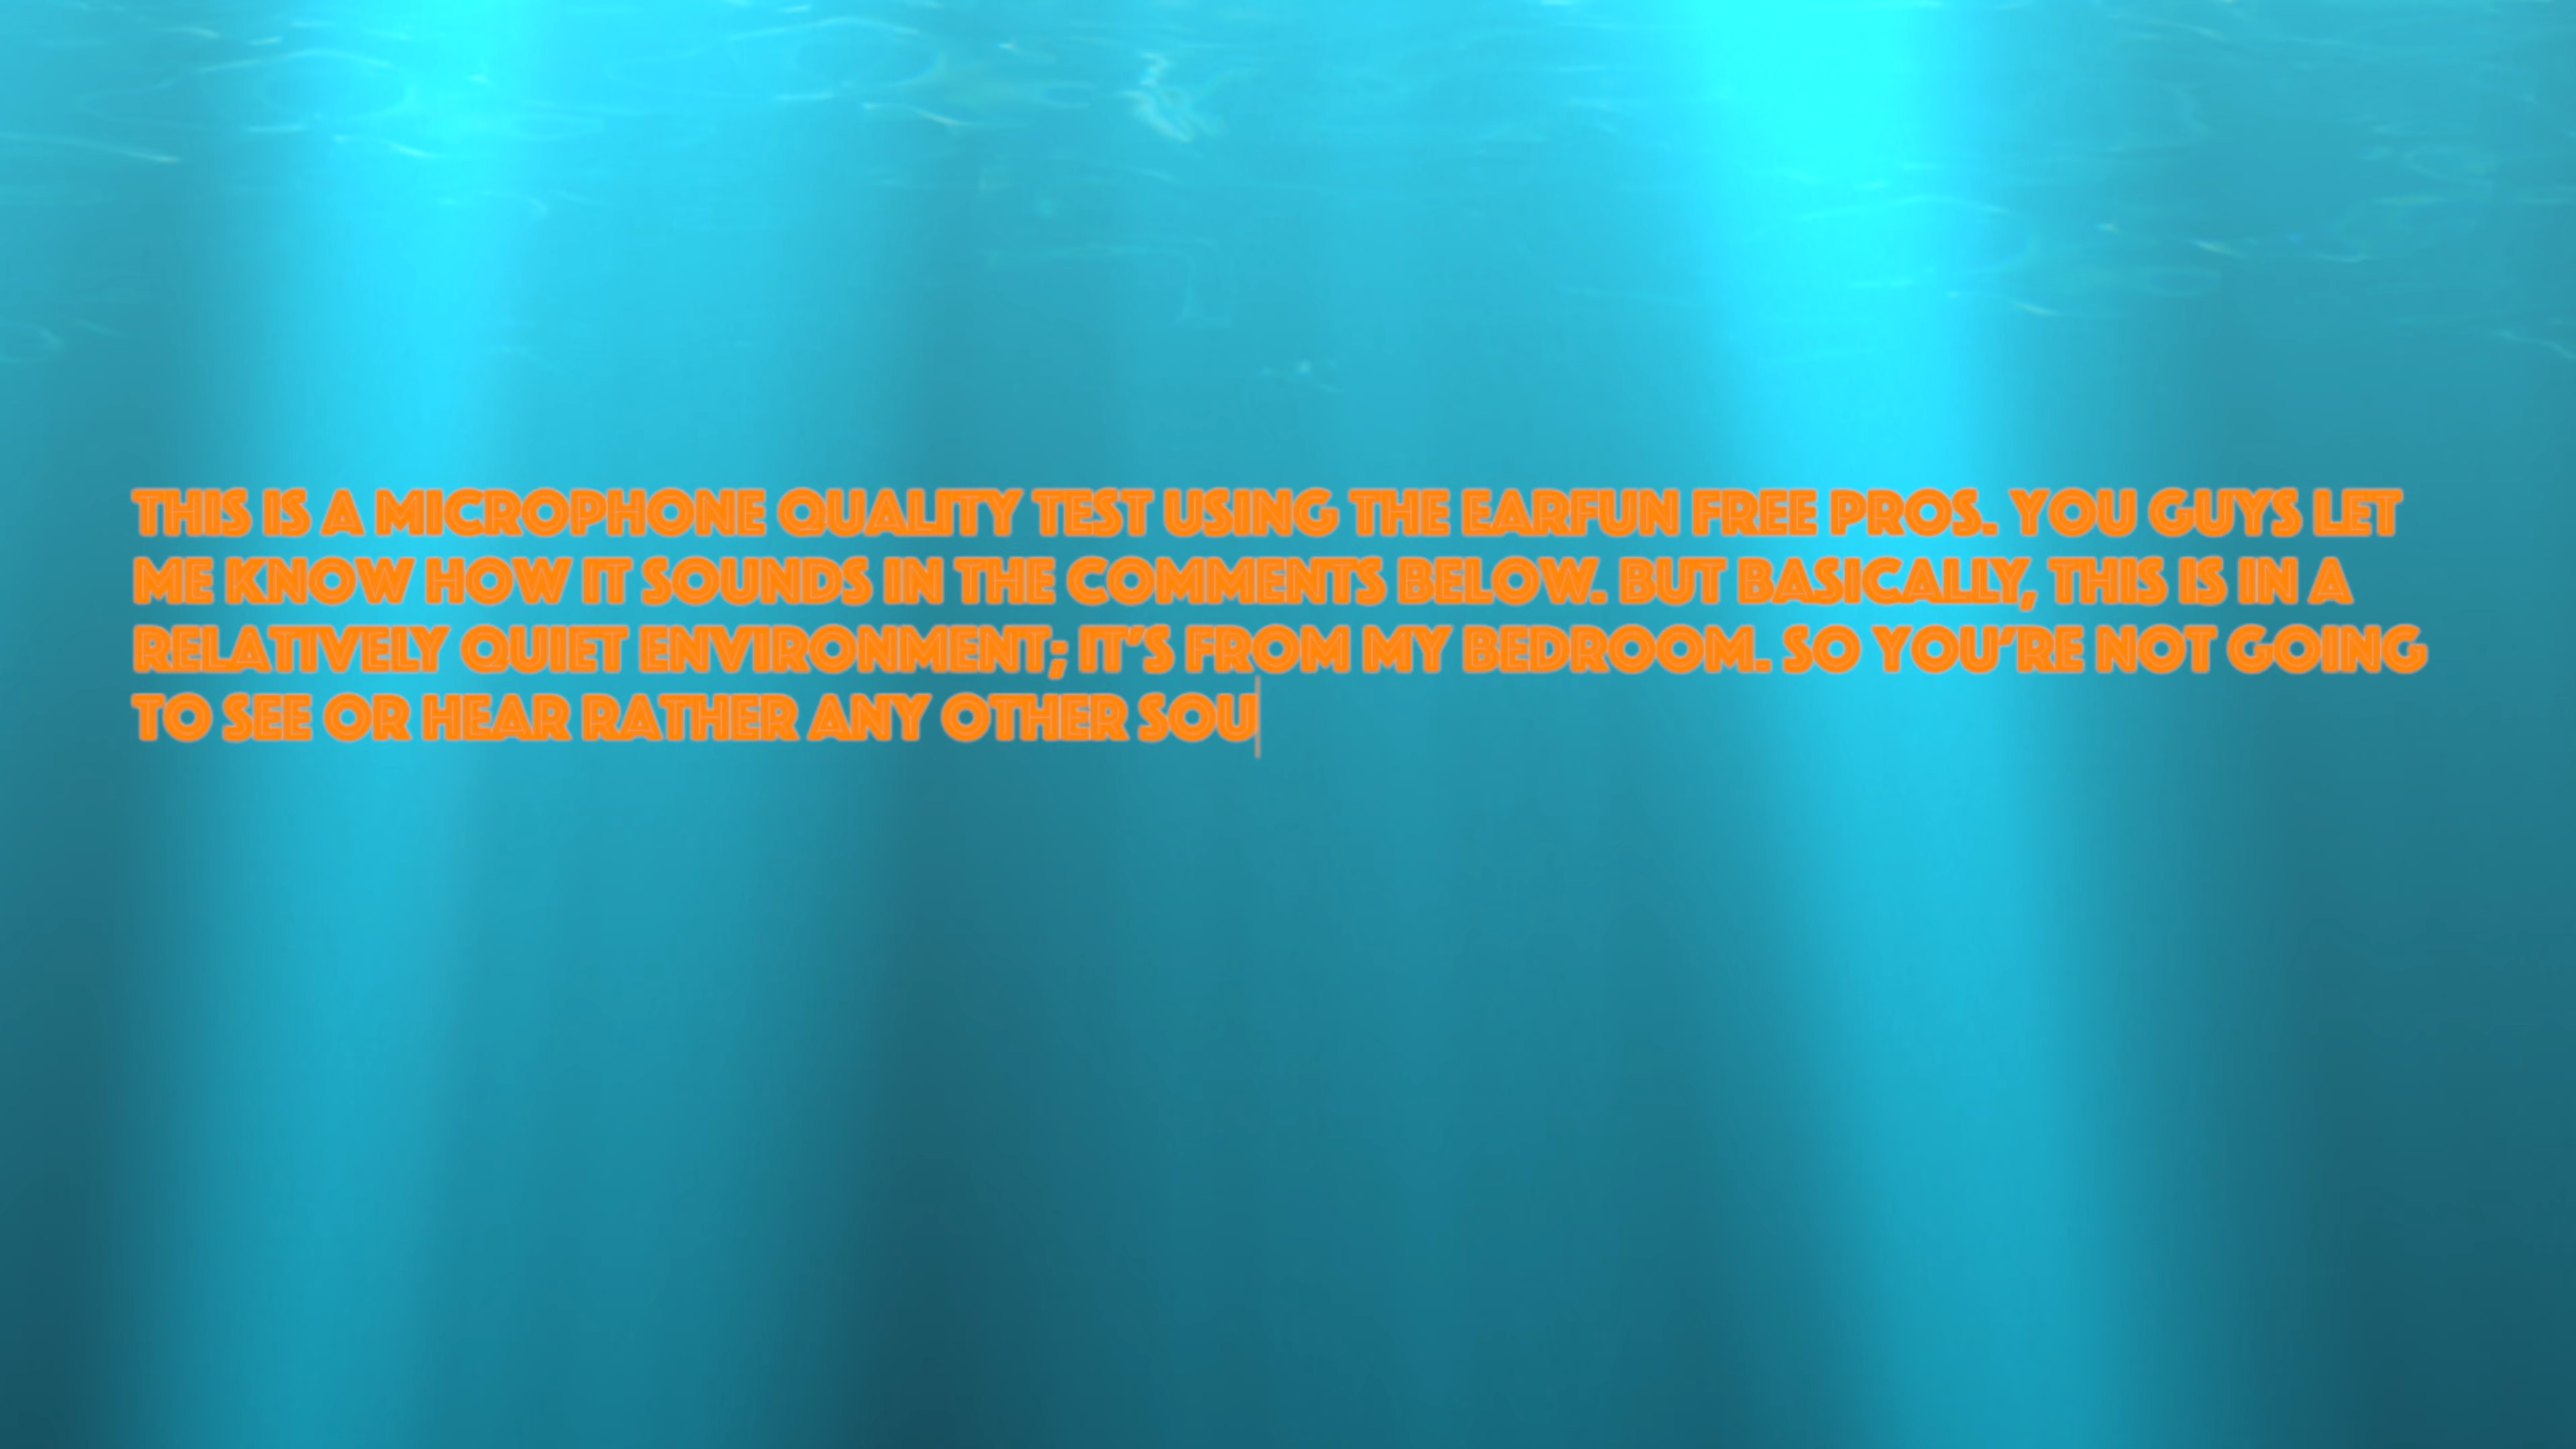 THIS IS A MICROPHONE QUALITY TEST USING THE EARFUN FREE PROS. YOU GUYS LET
ME KNOW HOW IT SOUNDS IN THE COMMENTS BELOW. BUT BASICALLY, THIS IS IN A
RELATIVELY QUIET ENVIRONMENT; IT’S FROM MY BEDROOM. SO YOU’RE NOT GOING
TO SEE OR HEAR RATHER ANY OTHER SOU